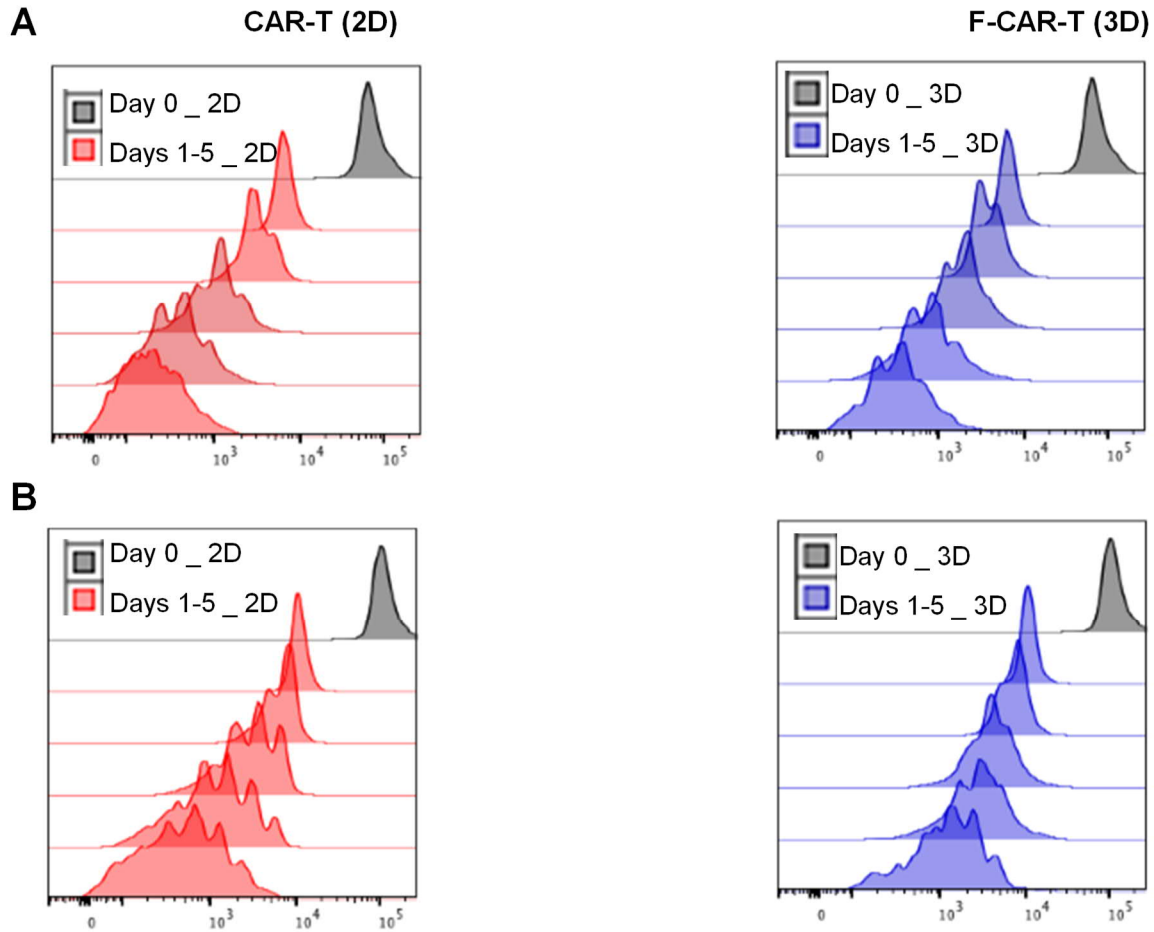 A
CAR-T (2D)
F-CAR-T (3D)
Day 0 _ 2D
Days 1-5 _ 2D
Day 0 _ 3D
Days 1-5 _ 3D
0 10³ 10⁴ 10⁵
0 10³ 10⁴ 10⁵
B
Day 0 _ 2D
Days 1-5 _ 2D
Day 0 _ 3D
Days 1-5 _ 3D
0 10³ 10⁴ 10⁵
0 10³ 10⁴ 10⁵